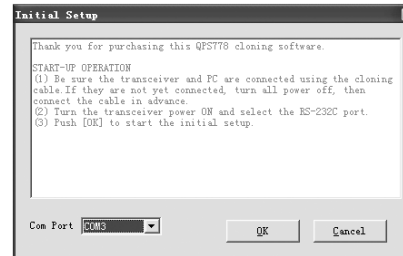 Initial Setup
Thank you for purchasing this QPS778 cloning software.
START-UP OPERATION
(1) Be sure the transceiver and PC are connected using the cloning
cable.If they are not yet connected, turn all power off, then
connect the cable in advance.
(2) Turn the transceiver power ON and select the RS-232C port.
(3) Push [OK] to start the initial setup.
Com Port COM3 OK Cancel